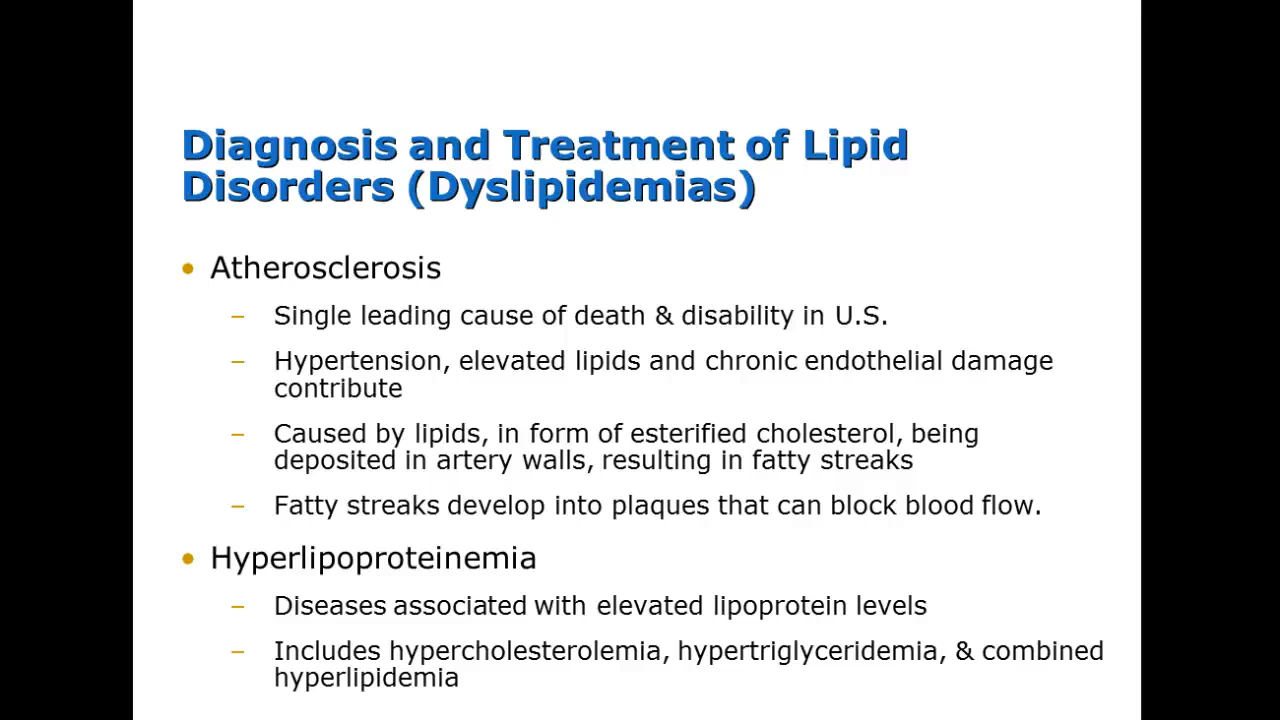 Diagnosis and Treatment of Lipid
Disorders (Dyslipidemias)
• Atherosclerosis
– Single leading cause of death & disability in U.S.
– Hypertension, elevated lipids and chronic endothelial damage
contribute
– Caused by lipids, in form of esterified cholesterol, being
deposited in artery walls, resulting in fatty streaks
– Fatty streaks develop into plaques that can block blood flow.
• Hyperlipoproteinemia
– Diseases associated with elevated lipoprotein levels
– Includes hypercholesterolemia, hypertriglyceridemia, & combined
hyperlipidemia